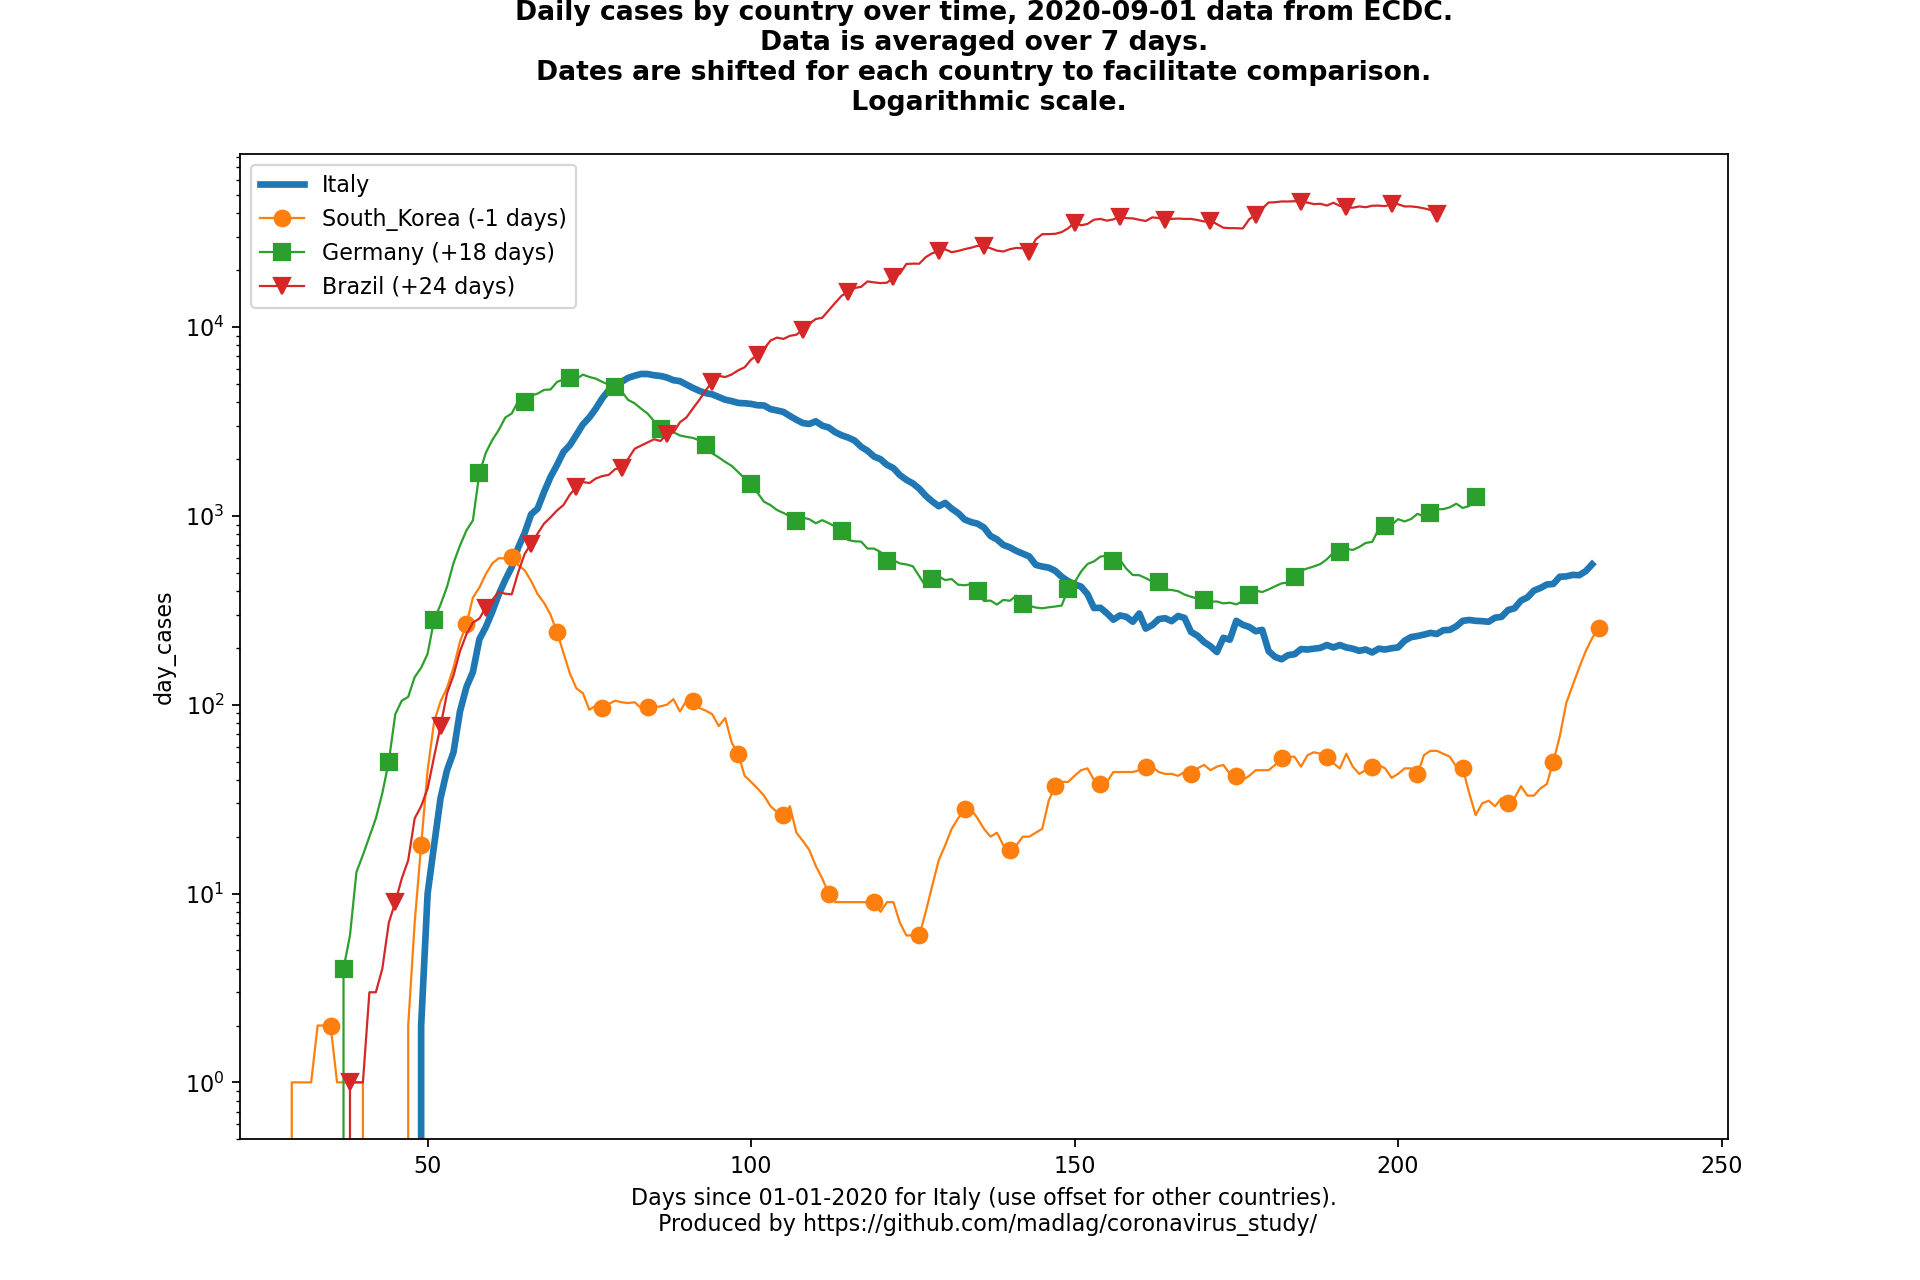 Daily cases by country over time, 2020-09-01 data from ECDC.
Data is averaged over 7 days.
Dates are shifted for each country to facilitate comparison.
Logarithmic scale.
Italy
South_Korea (-1 days)
Germany (+18 days)
Brazil (+24 days)
day_cases
10⁴
10³
10²
10¹
10⁰
50 100 150 200 250
Days since 01-01-2020 for Italy (use offset for other countries).
Produced by https://github.com/madlag/coronavirus_study/